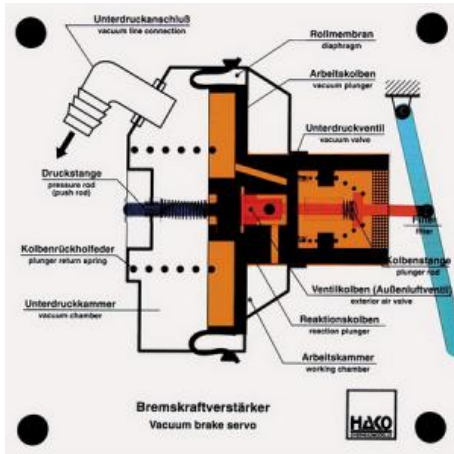 Unterdruckanschluß
vacuum line connection
Rollmembran
diaphragm
Arbeitskolben
vacuum plunger
Unterdruckventil
vacuum valve
Druckstange
pressure rod
(push rod)
Filter
filter
Kolbenrückholfeder
plunger return spring
Kolbenstange
plunger rod
Ventilkolben (Außenluftventil)
exterior air valve
Unterdruckkammer
vacuum chamber
Reaktionskolben
reaction plunger
Arbeitskammer
working chamber
Bremskraftverstärker
Vacuum brake servo
HACO